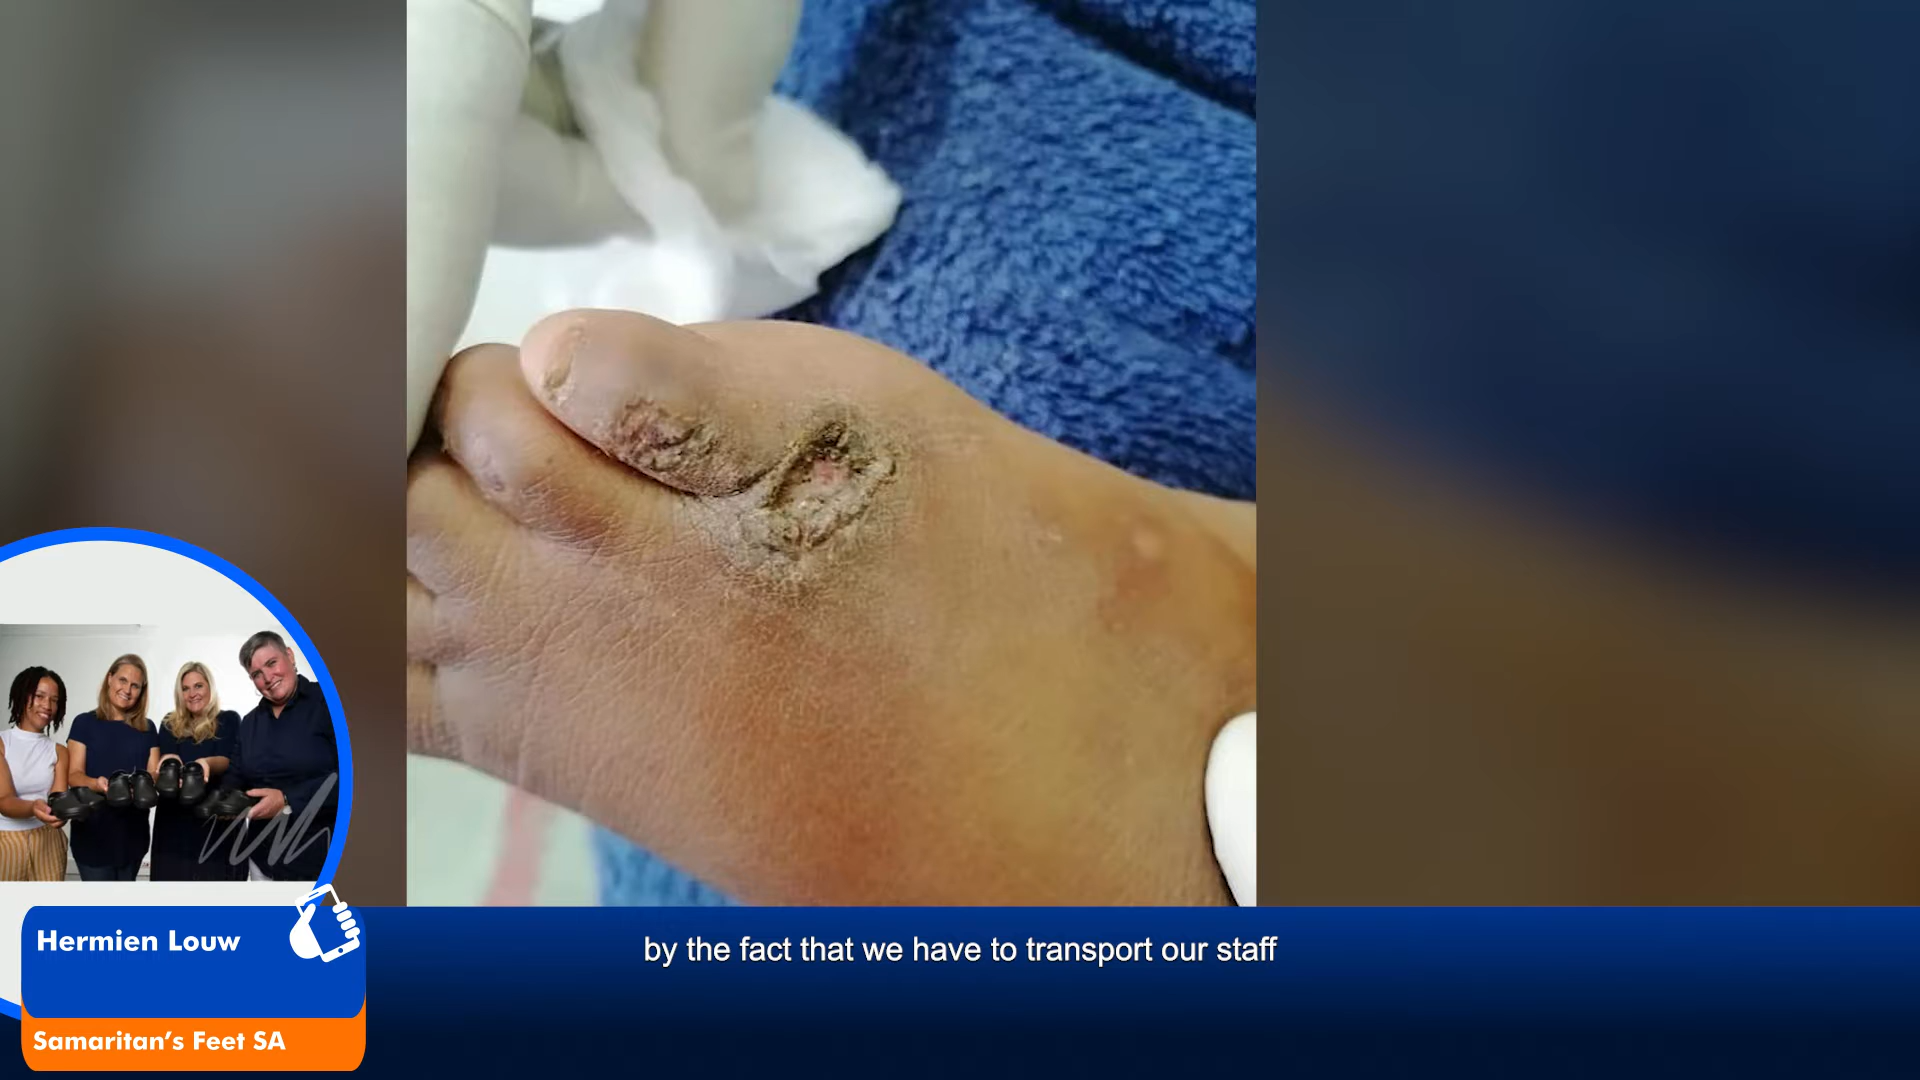 by the fact that we have to transport our staff
Hermien Louw
Samaritan's Feet SA